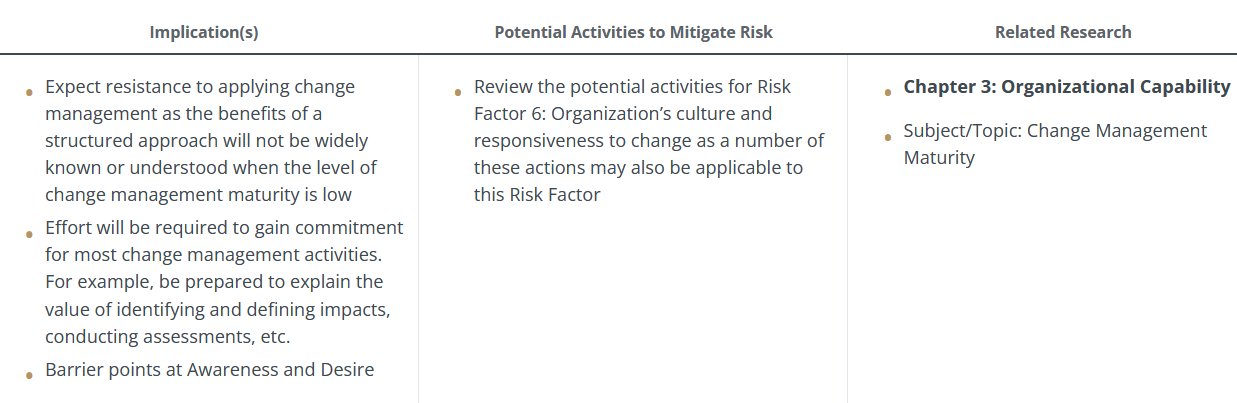 Implication(s)
Potential Activities to Mitigate Risk
Related Research
Expect resistance to applying change
management as the benefits of a
structured approach will not be widely
known or understood when the level of
change management maturity is low
Effort will be required to gain commitment
for most change management activities.
For example, be prepared to explain the
value of identifying and defining impacts,
conducting assessments, etc.
Barrier points at Awareness and Desire
Review the potential activities for Risk
Factor 6: Organization’s culture and
responsiveness to change as a number of
these actions may also be applicable to
this Risk Factor
Chapter 3: Organizational Capability
Subject/Topic: Change Management
Maturity